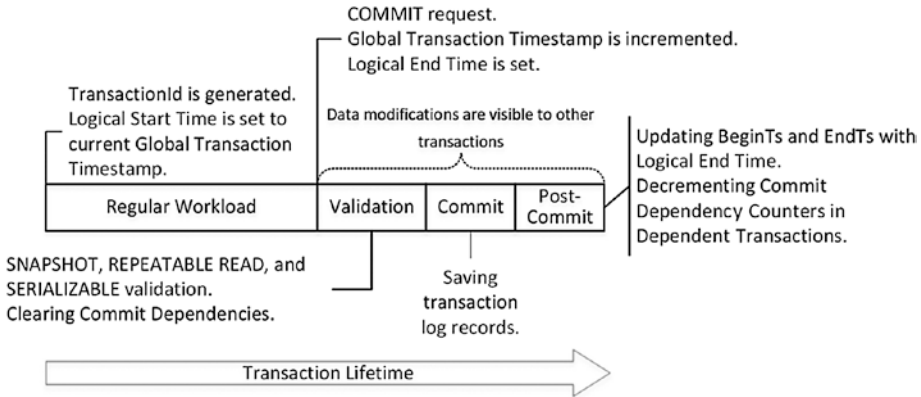 COMMIT request.
Global Transaction Timestamp is incremented.
Logical End Time is set.
TransactionId is generated.
Logical Start Time is set to
current Global Transaction
Timestamp.
Data modifications are visible to other
transactions
Updating BeginTs and EndTs with
Logical End Time.
Decrementing Commit
Dependency Counters in
Dependent Transactions.
Regular Workload
Validation
Commit
Post-
Commit
SNAPSHOT, REPEATABLE READ, and
SERIALIZABLE validation.
Clearing Commit Dependencies.
Saving
transaction
log records.
Transaction Lifetime